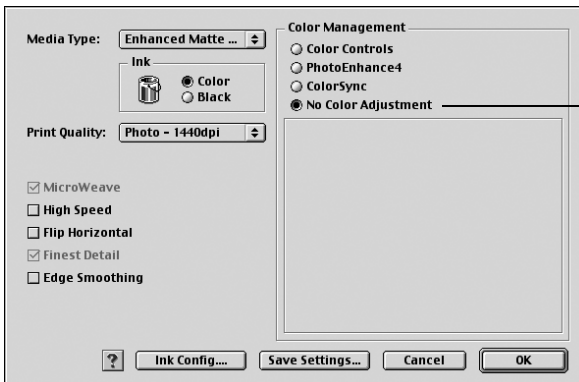 Media Type: Enhanced Matte ...
Ink
Color
Black
Print Quality: Photo - 1440dpi
MicroWeave
High Speed
Flip Horizontal
Finest Detail
Edge Smoothing
Color Management
Color Controls
PhotoEnhance4
ColorSync
No Color Adjustment
? Ink Config.... Save Settings... Cancel OK